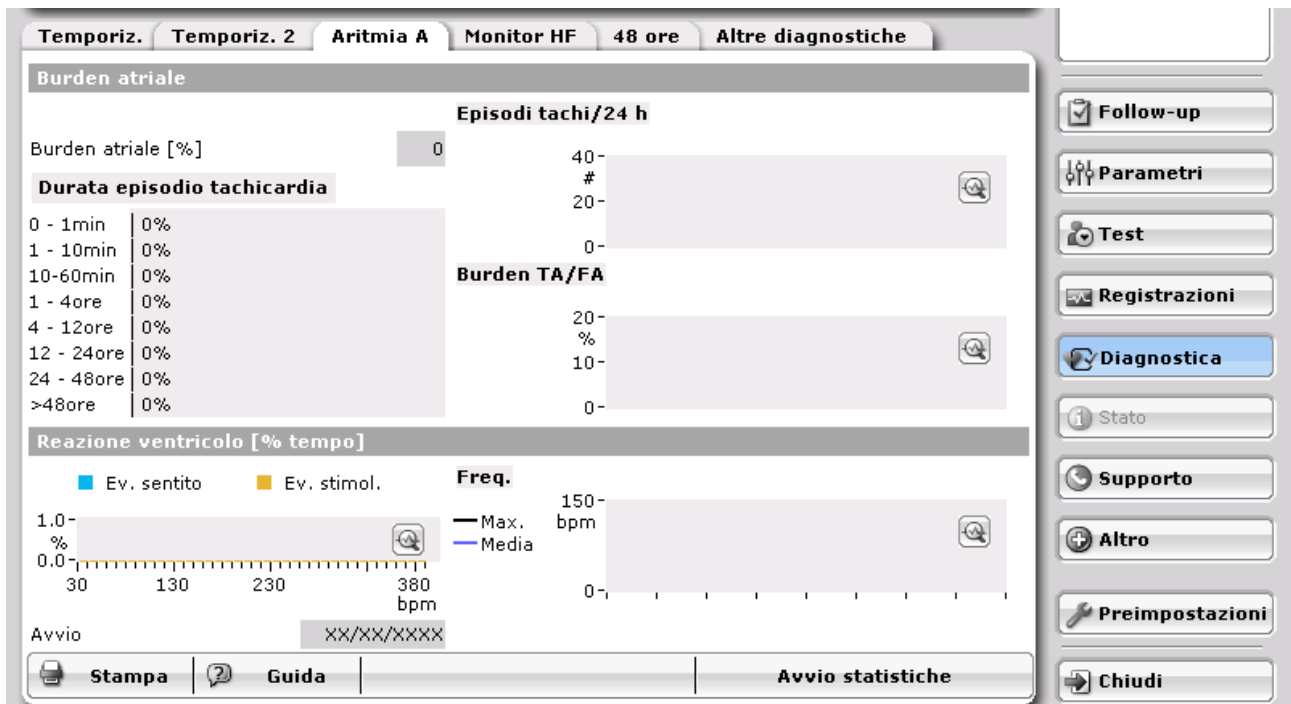 Temporiz. Temporiz. 2 Aritmia A Monitor HF 48 ore Altre diagnostiche
Burden atriale
Burden atriale [%] 0
Durata episodio tachicardia
0 - 1min 0%
1 - 10min 0%
10-60min 0%
1 - 4ore 0%
4 - 12ore 0%
12 - 24ore 0%
24 - 48ore 0%
>48ore 0%
Episodi tachi/24 h
40
#
20
0
Burden TA/FA
20
%
10
0
Reazione ventricolo [% tempo]
Ev. sentito Ev. stimol.
1.0
%
0.0
30 130 230 380
bpm
Avvio XX/XX/XXXX
Freq.
Max.
Media
150
bpm
0
Stampa Guida Avvio statistiche
Follow-up
Parametri
Test
Registrazioni
Diagnostica
Stato
Supporto
Altro
Preimpostazioni
Chiudi